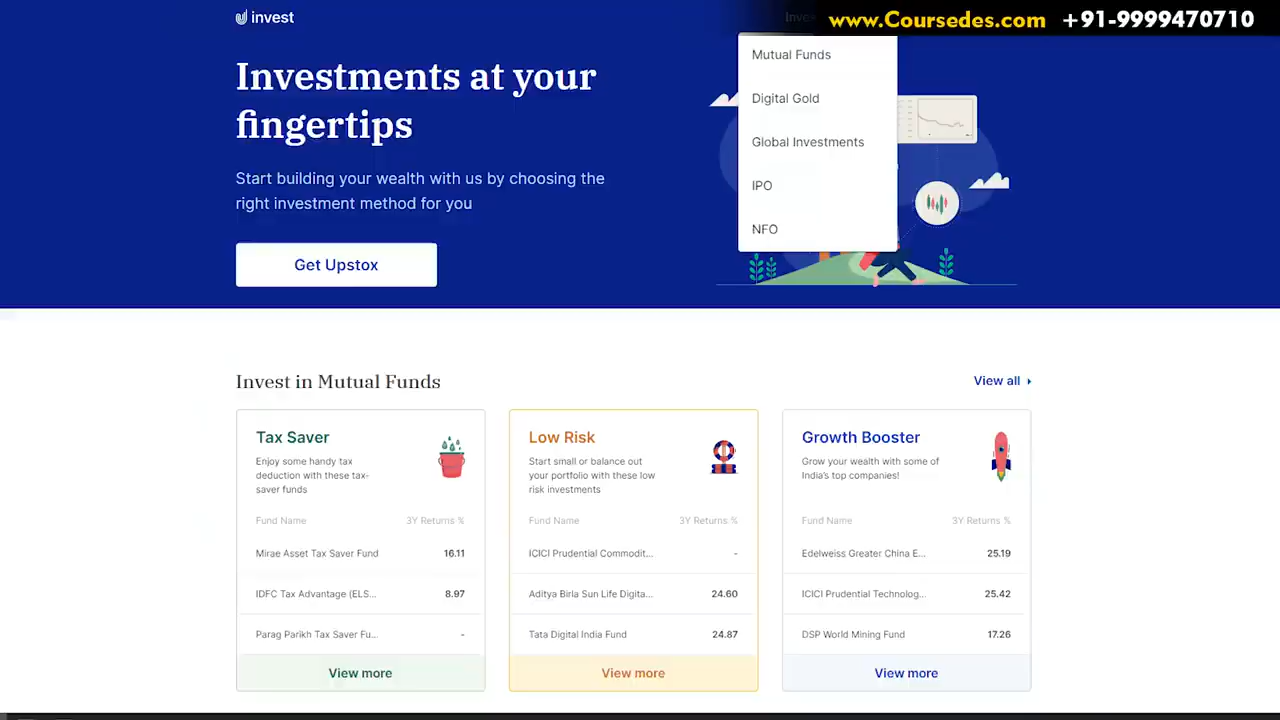 invest
Inves
www.Coursedes.com +91-9999470710
Investments at your
fingertips
Start building your wealth with us by choosing the
right investment method for you
Get Upstox
Mutual Funds
Digital Gold
Global Investments
IPO
NFO
Invest in Mutual Funds
View all
Tax Saver
Enjoy some handy tax
deduction with these tax-
saver funds
Fund Name 3Y Returns %
Mirae Asset Tax Saver Fund 16.11
IDFC Tax Advantage (ELS... 8.97
Parag Parikh Tax Saver Fu... -
View more
Low Risk
Start small or balance out
your portfolio with these low
risk investments
Fund Name 3Y Returns %
ICICI Prudential Commodit... -
Aditya Birla Sun Life Digita... 24.60
Tata Digital India Fund 24.87
View more
Growth Booster
Grow your wealth with some of
India's top companies!
Fund Name 3Y Returns %
Edelweiss Greater China E... 25.19
ICICI Prudential Technolog... 25.42
DSP World Mining Fund 17.26
View more